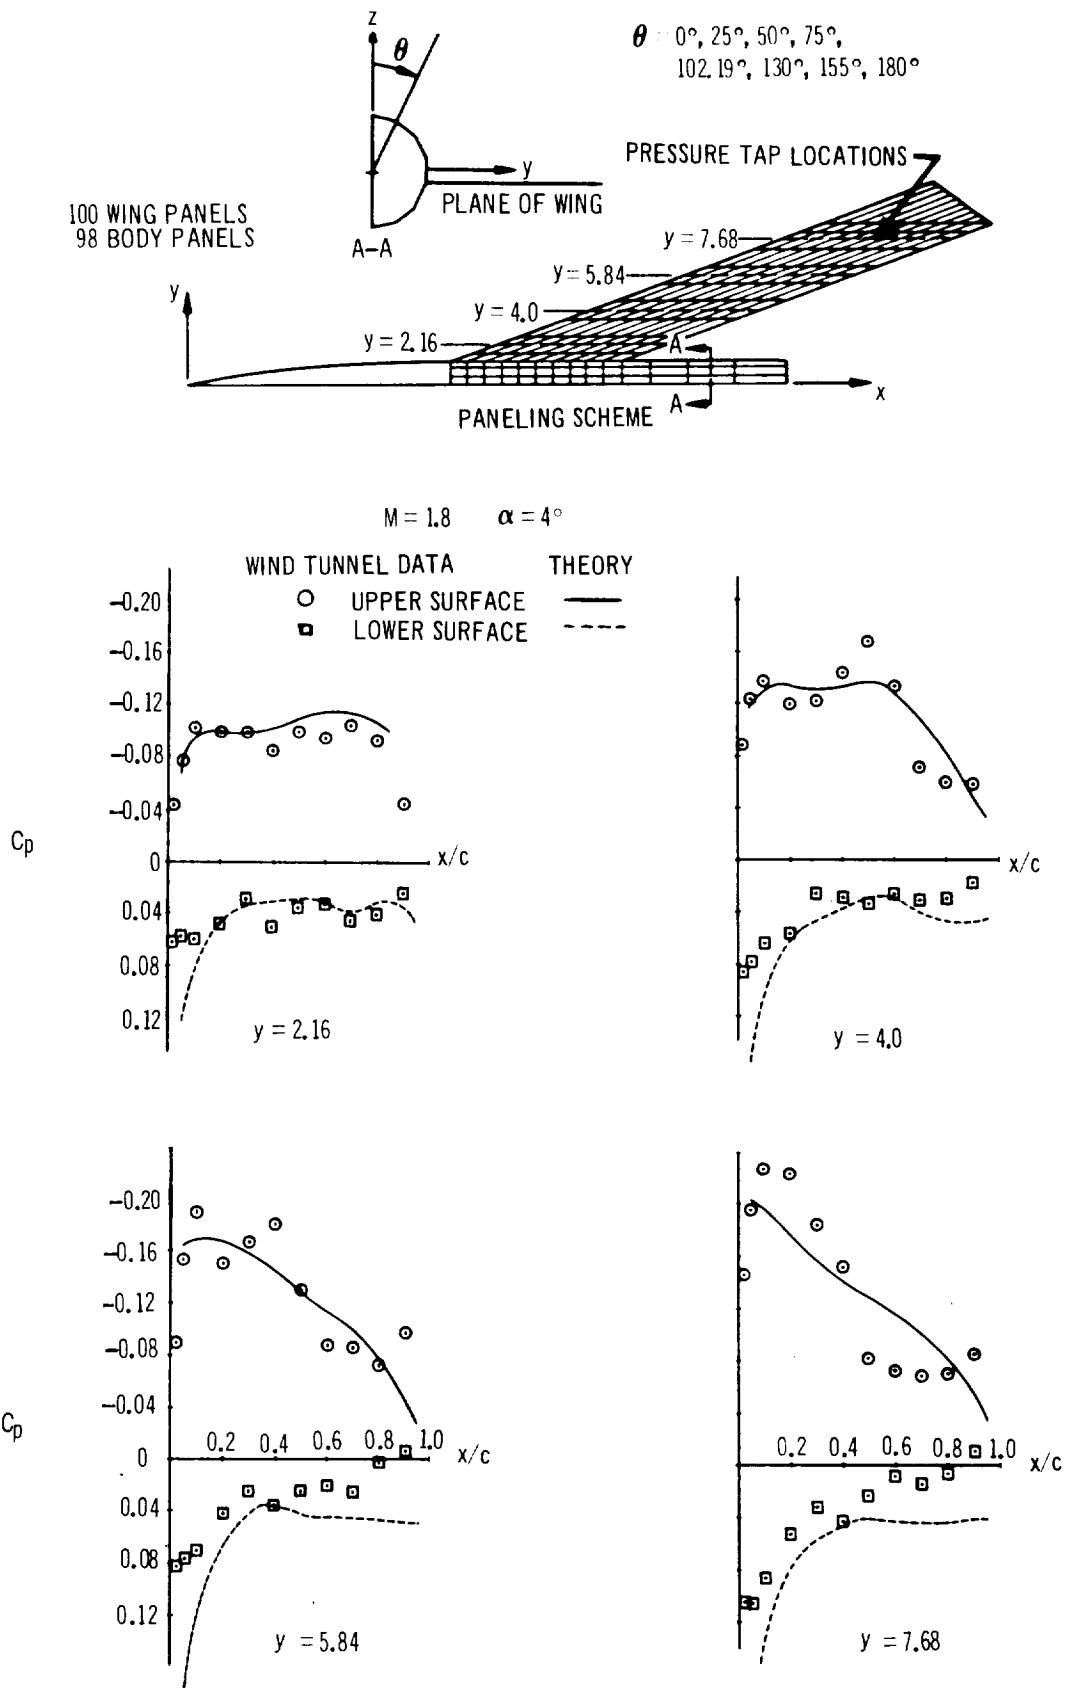 z
θ
θ 0°, 25°, 50°, 75°,
102.19°, 130°, 155°, 180°
PRESSURE TAP LOCATIONS
y
PLANE OF WING
100 WING PANELS
98 BODY PANELS
A-A
y = 7.68
y = 5.84
y
y = 4.0
y = 2.16
A
x
A
PANELING SCHEME
M = 1.8 α = 4°
WIND TUNNEL DATA THEORY
UPPER SURFACE
LOWER SURFACE
-0.20
-0.16
-0.12
-0.08
-0.04
Cp
0
x/c
x/c
0.04
0.08
0.12
y = 2.16
y = 4.0
-0.20
-0.16
-0.12
-0.08
-0.04
Cp
0
0.2 0.4 0.6 0.8 1.0
x/c
0.2 0.4 0.6 0.8 1.0
x/c
0.04
0.08
0.12
y = 5.84
y = 7.68